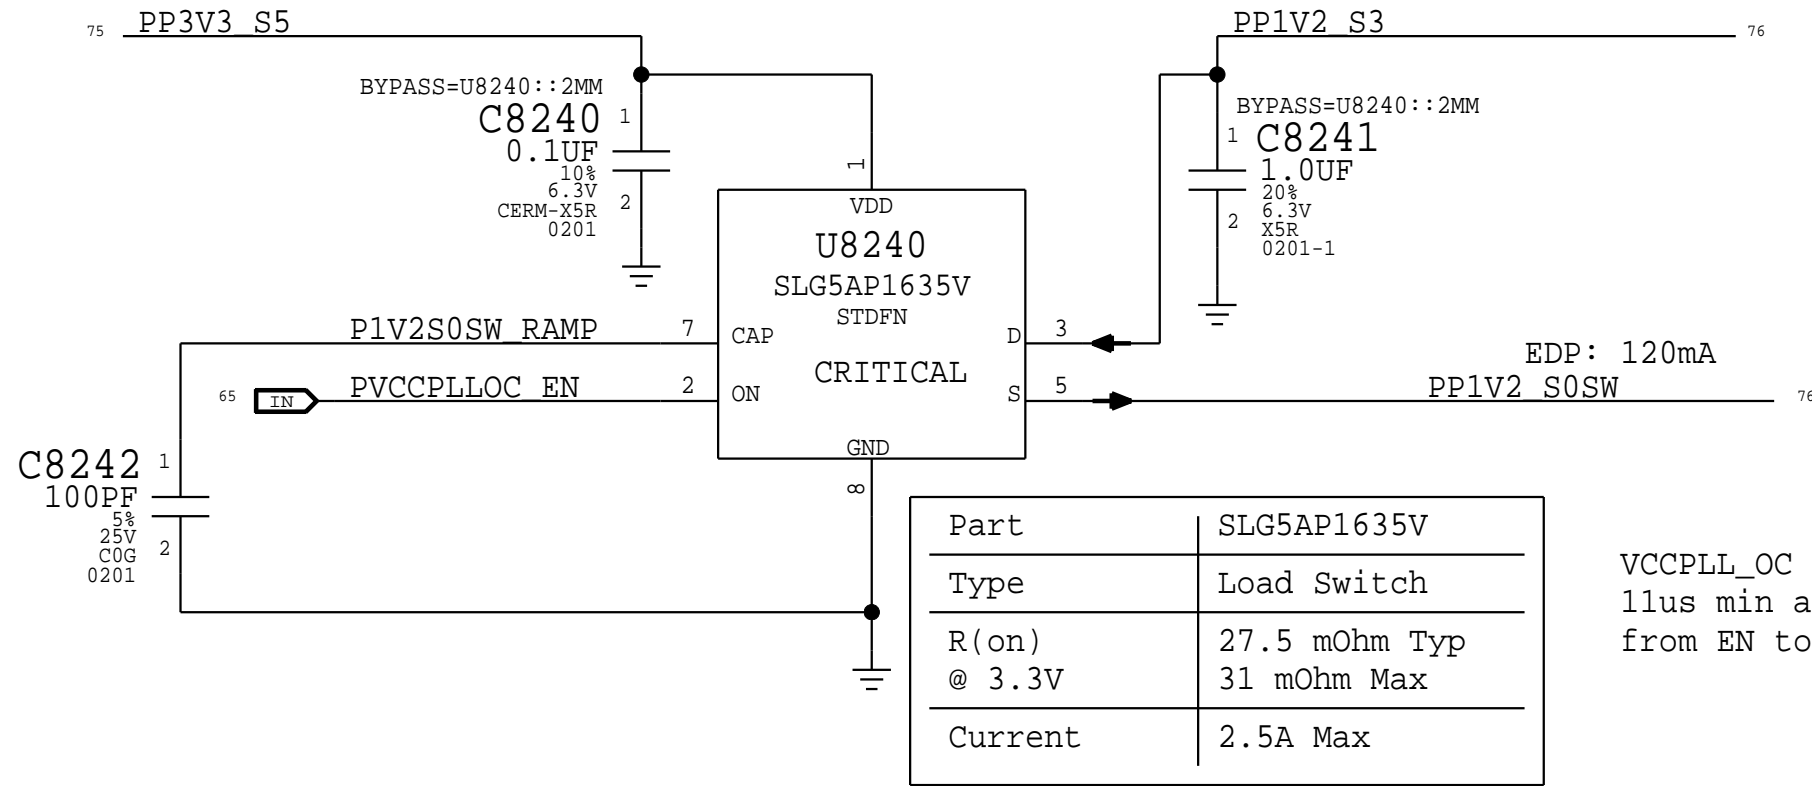 75 PP3V3_S5
PP1V2_S3 76
BYPASS=U8240::2MM
C8240 1
0.1UF
10%
6.3V
CERM-X5R 2
0201
BYPASS=U8240::2MM
1 C8241
1.0UF
20%
6.3V
2 X5R
0201-1
1
VDD
U8240
SLG5AP1635V
STDFN
CRITICAL
P1V2S0SW_RAMP 7 CAP
65 IN PVCCPLLOC_EN 2 ON
D 3
S 5
EDP: 120mA
PP1V2_S0SW 76
GND
8
C8242 1
100PF
5%
25V
C0G 2
0201
Part SLG5AP1635V
Type Load Switch
R(on) 27.5 mOhm Typ
@ 3.3V 31 mOhm Max
Current 2.5A Max
VCCPLL_OC
11us min a
from EN to